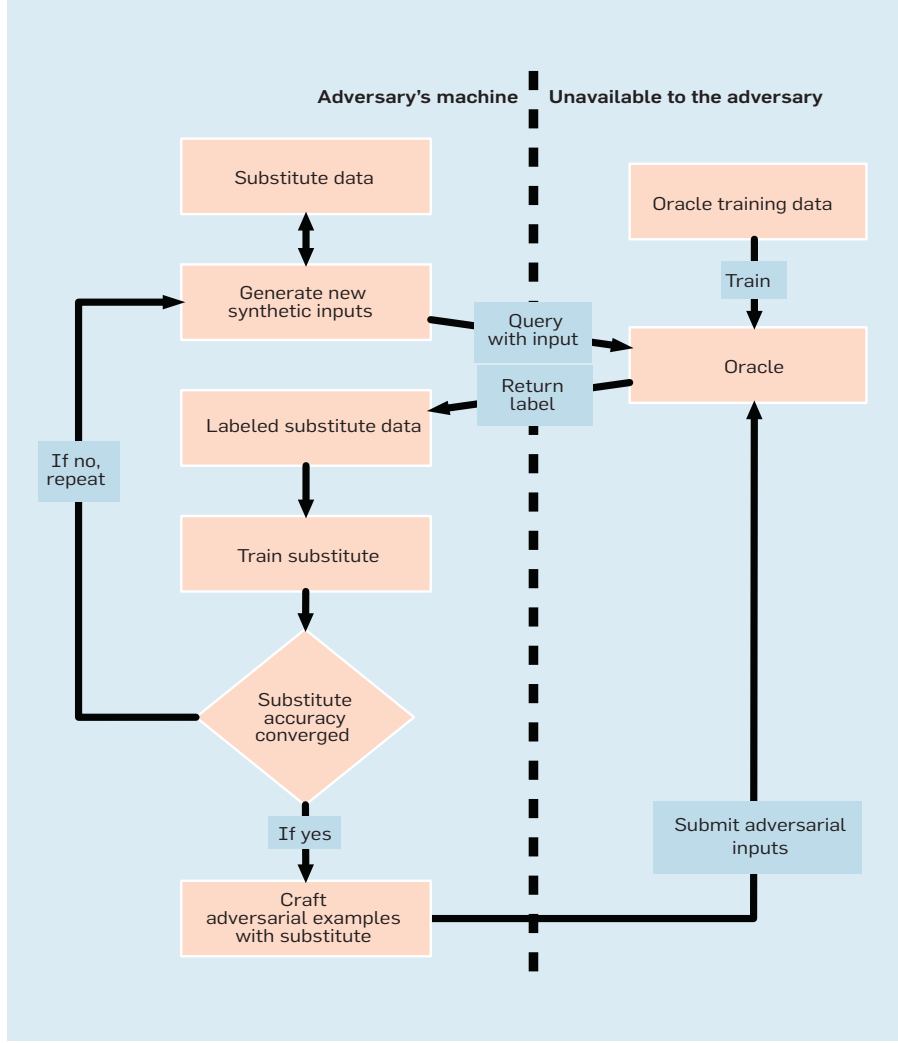 Adversary’s machine
Unavailable to the adversary
Substitute data
Oracle training data
Train
Generate new
synthetic inputs
Query
with input
Oracle
Return
label
Labeled substitute data
If no,
repeat
Train substitute
Substitute
accuracy
converged
If yes
Submit adversarial
inputs
Craft
adversarial examples
with substitute